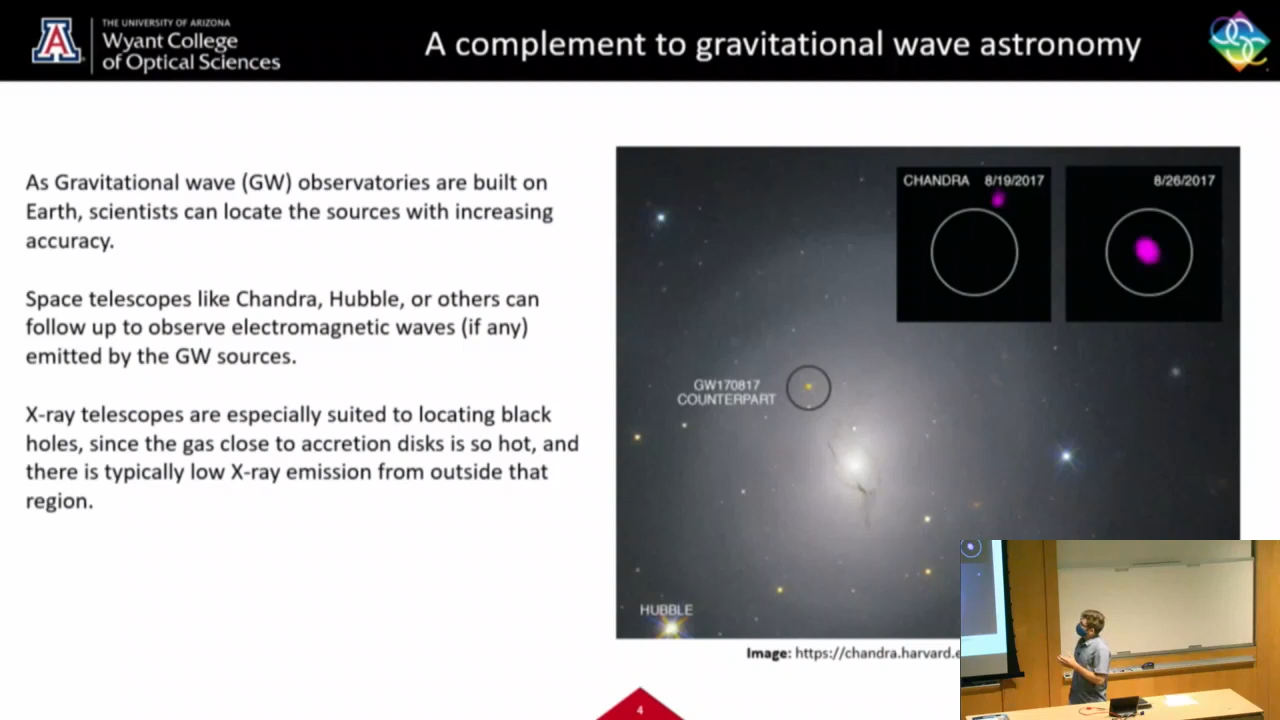 THE UNIVERSITY OF ARIZONA
Wyant College
of Optical Sciences
A complement to gravitational wave astronomy
As Gravitational wave (GW) observatories are built on
Earth, scientists can locate the sources with increasing
accuracy.
Space telescopes like Chandra, Hubble, or others can
follow up to observe electromagnetic waves (if any)
emitted by the GW sources.
X-ray telescopes are especially suited to locating black
holes, since the gas close to accretion disks is so hot, and
there is typically low X-ray emission from outside that
region.
CHANDRA 8/19/2017
8/26/2017
GW170817
COUNTERPART
HUBBLE
Image: https://chandra.harvard.e
4